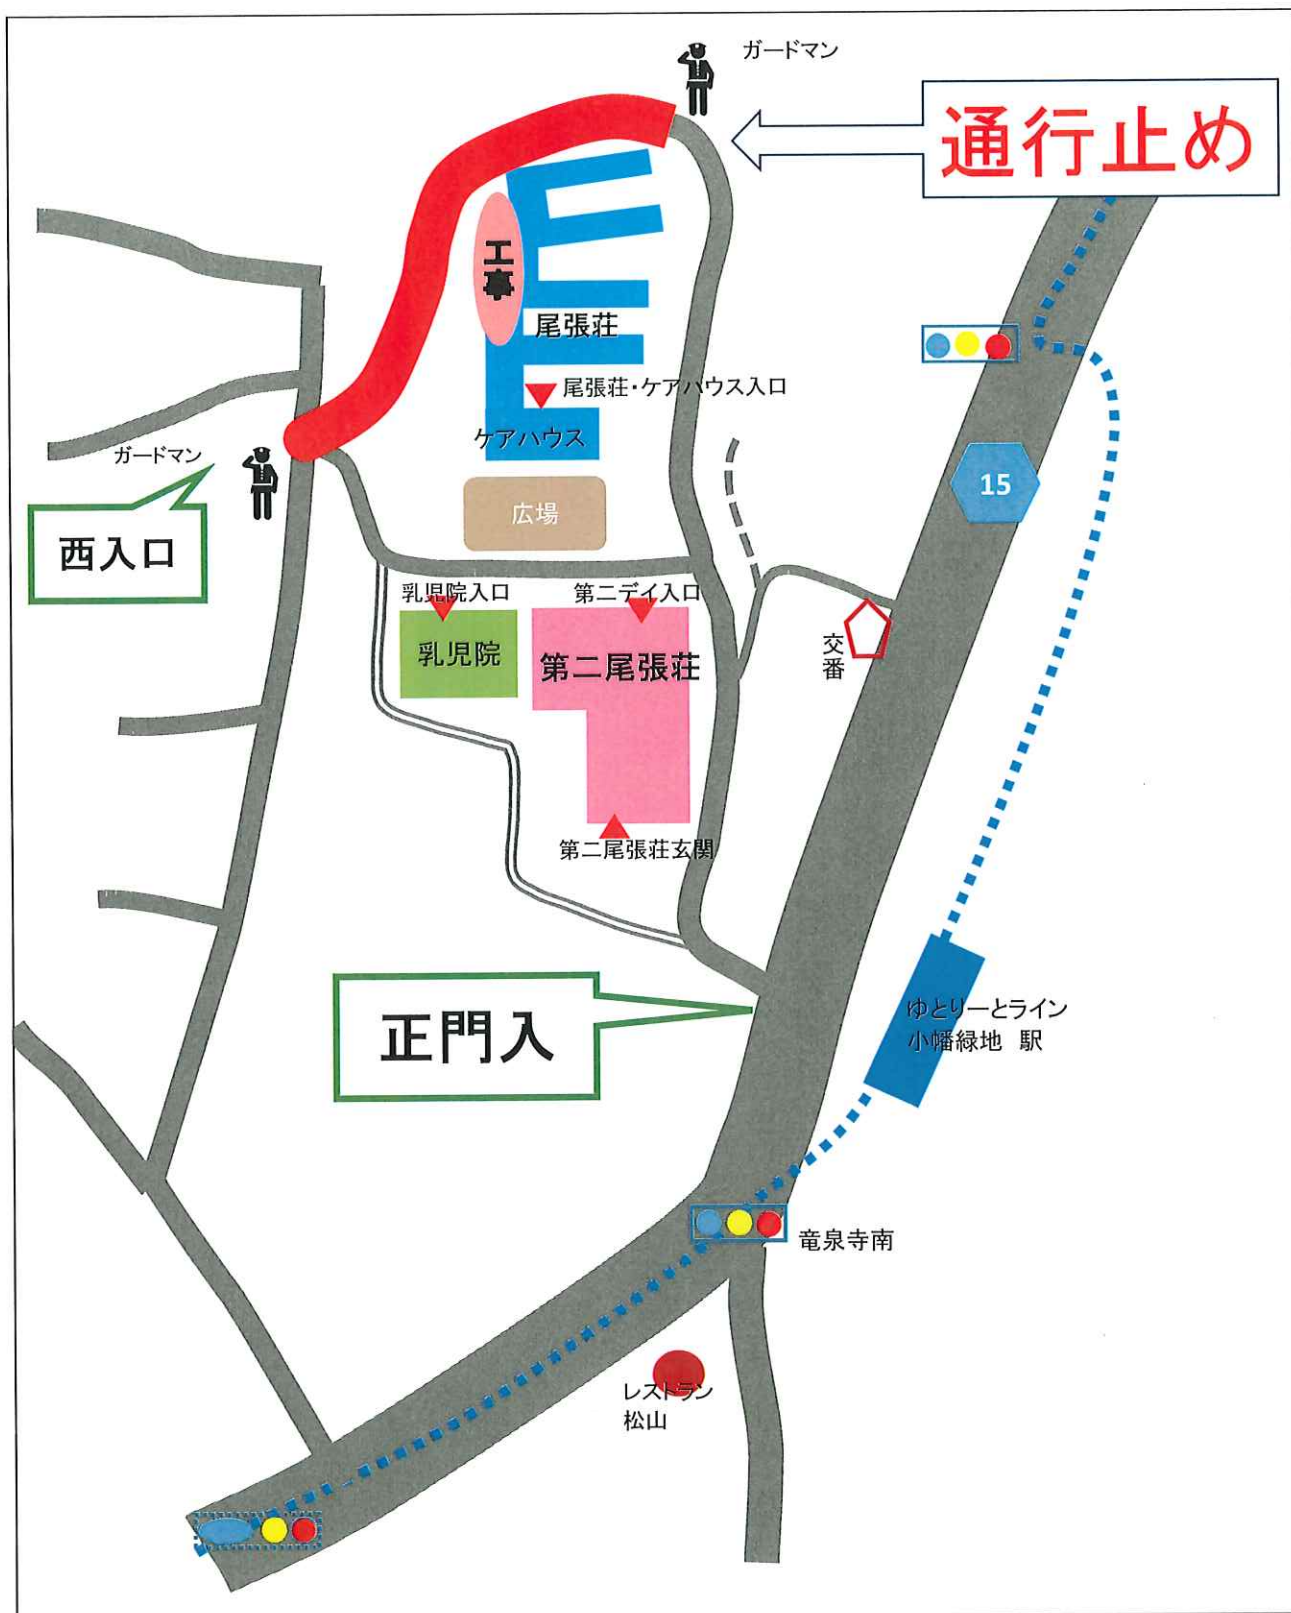 ガードマン
通行止め
工事
尾張荘
尾張荘・ケアハウス入口
ケアハウス
ガードマン
15
西入口
広場
乳児院入口
第二デイ入口
乳児院
第二尾張荘
交番
第二尾張荘玄関
正門入
ゆとりーとライン
小幡緑地 駅
竜泉寺南
レストラン
松山